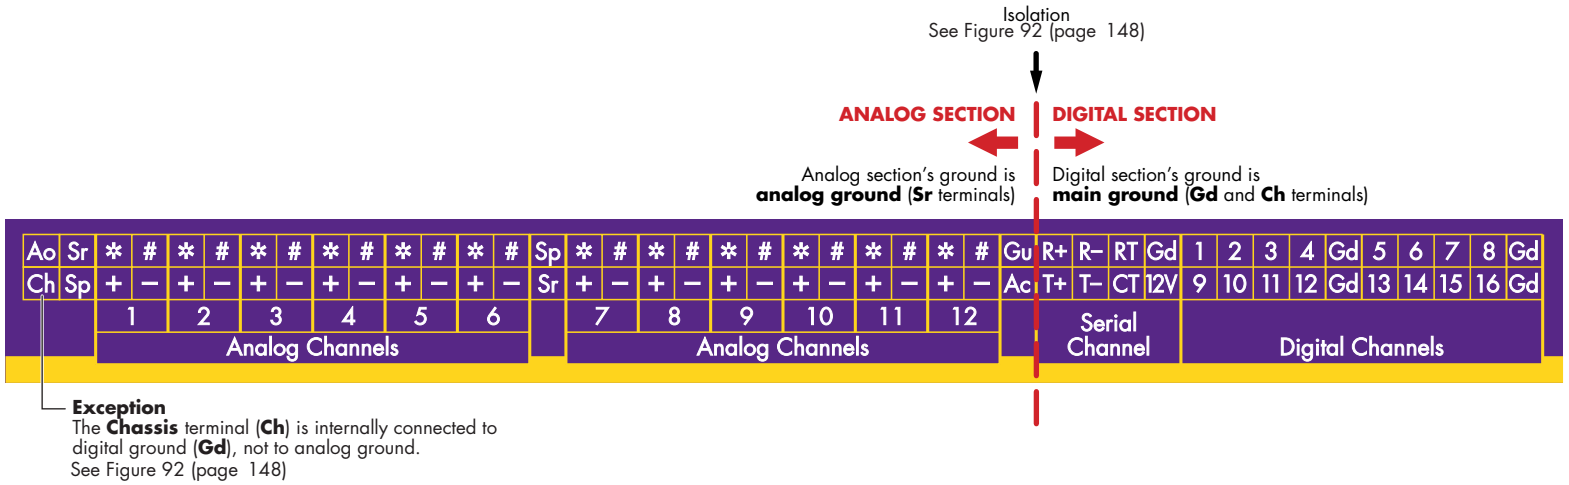 Isolation
See Figure 92 (page 148)
ANALOG SECTION DIGITAL SECTION
Analog section's ground is
analog ground (Sr terminals)
Digital section's ground is
main ground (Gd and Ch terminals)
Ao Sr * # * # * # * # * # * # Sp * # * # * # * # * # * # Gu R+ R− RT Gd 1 2 3 4 Gd 5 6 7 8 Gd
Ch Sp + − + − + − + − + − + − Sr + − + − + − + − + − + − Ac T+ T− CT 12V 9 10 11 12 Gd 13 14 15 16 Gd
1 2 3 4 5 6 7 8 9 10 11 12
Analog Channels
Analog Channels
Serial
Channel
Digital Channels
Exception
The Chassis terminal (Ch) is internally connected to
digital ground (Gd), not to analog ground.
See Figure 92 (page 148)